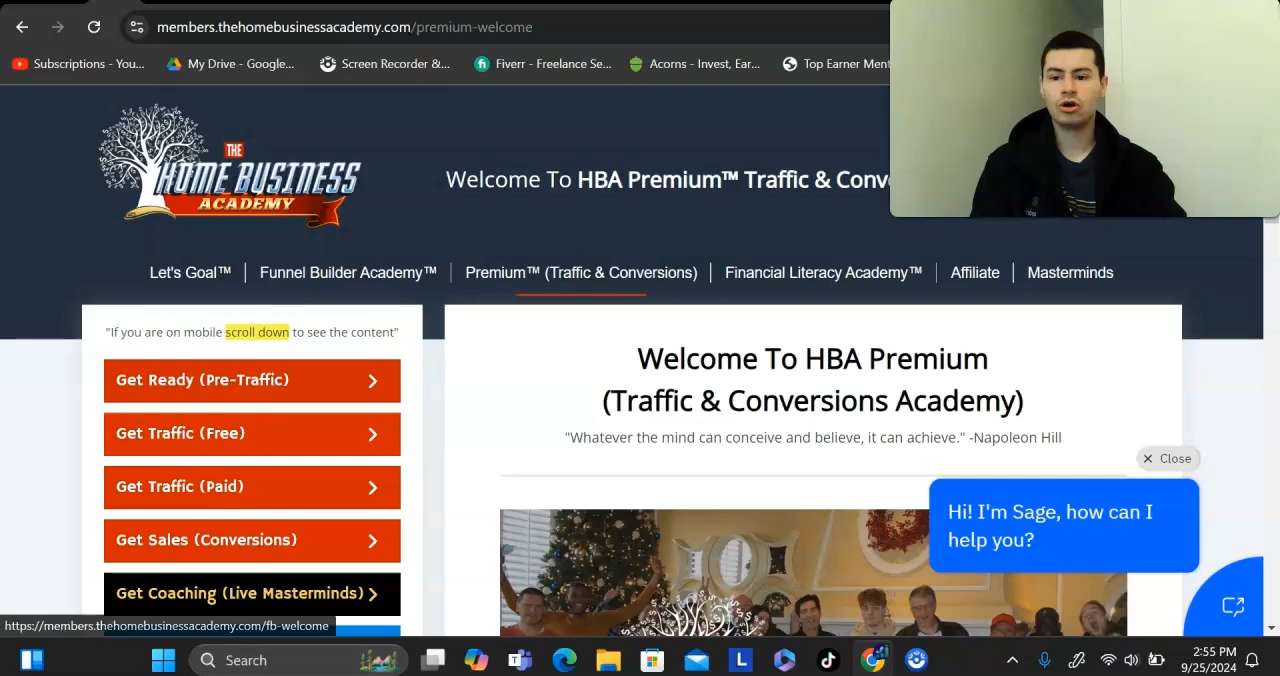 members.thehomebusinessacademy.com/premium-welcome
Subscriptions - You...
My Drive - Google...
Screen Recorder &...
Fiverr - Freelance Se...
Acorns - Invest, Ear...
Top Earner Ment
THE
HOME BUSINESS
ACADEMY
Welcome To HBA Premium™ Traffic & Conv
Let's Goal™
Funnel Builder Academy™
Premium™ (Traffic & Conversions)
Financial Literacy Academy™
Affiliate
Masterminds
"If you are on mobile scroll down to see the content"
Get Ready (Pre-Traffic)
Get Traffic (Free)
Get Traffic (Paid)
Get Sales (Conversions)
Get Coaching (Live Masterminds)
Welcome To HBA Premium
(Traffic & Conversions Academy)
"Whatever the mind can conceive and believe, it can achieve." -Napoleon Hill
Close
Hi! I'm Sage, how can I
help you?
https://members.thehomebusinessacademy.com/fb-welcome
Search
2:55 PM
9/25/2024